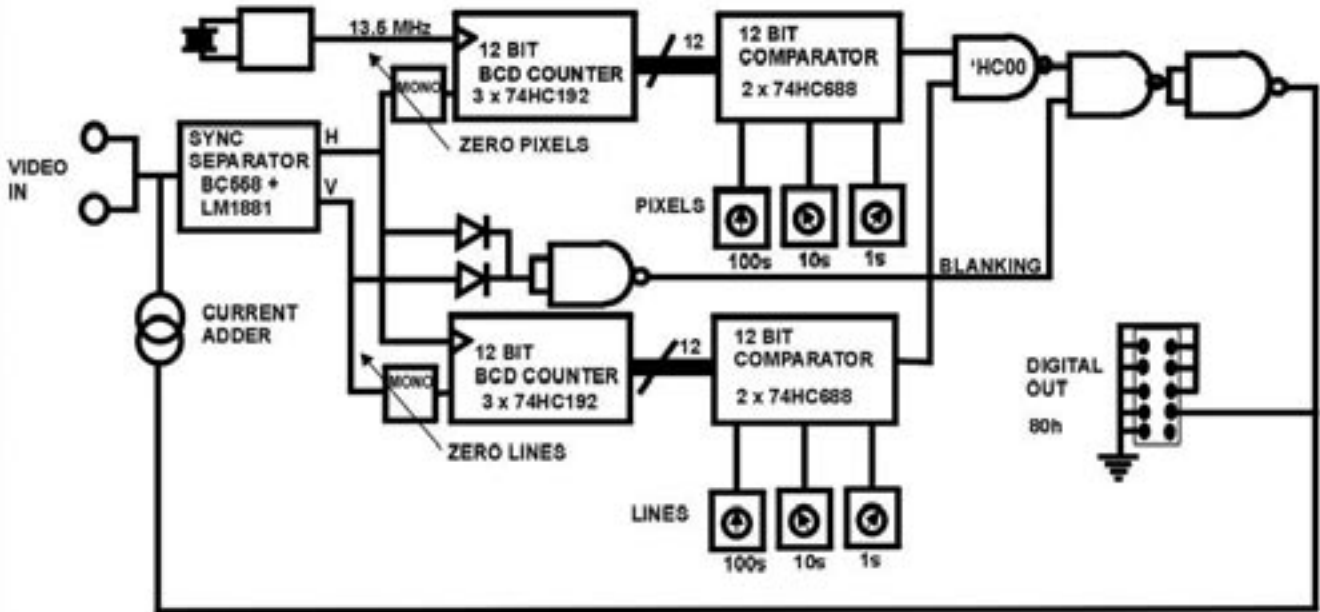 13.5 MHz
12 BIT
BCD COUNTER
3 x 74HC192
12
12 BIT
COMPARATOR
2 x 74HC688
'HC00
MONO
ZERO PIXELS
VIDEO
IN
SYNC
SEPARATOR
BC558 +
LM1881
H
V
PIXELS
100s
10s
1s
BLANKING
CURRENT
ADDER
12 BIT
BCD COUNTER
3 x 74HC192
12
12 BIT
COMPARATOR
2 x 74HC688
MONO
ZERO LINES
DIGITAL
OUT
80h
LINES
100s
10s
1s